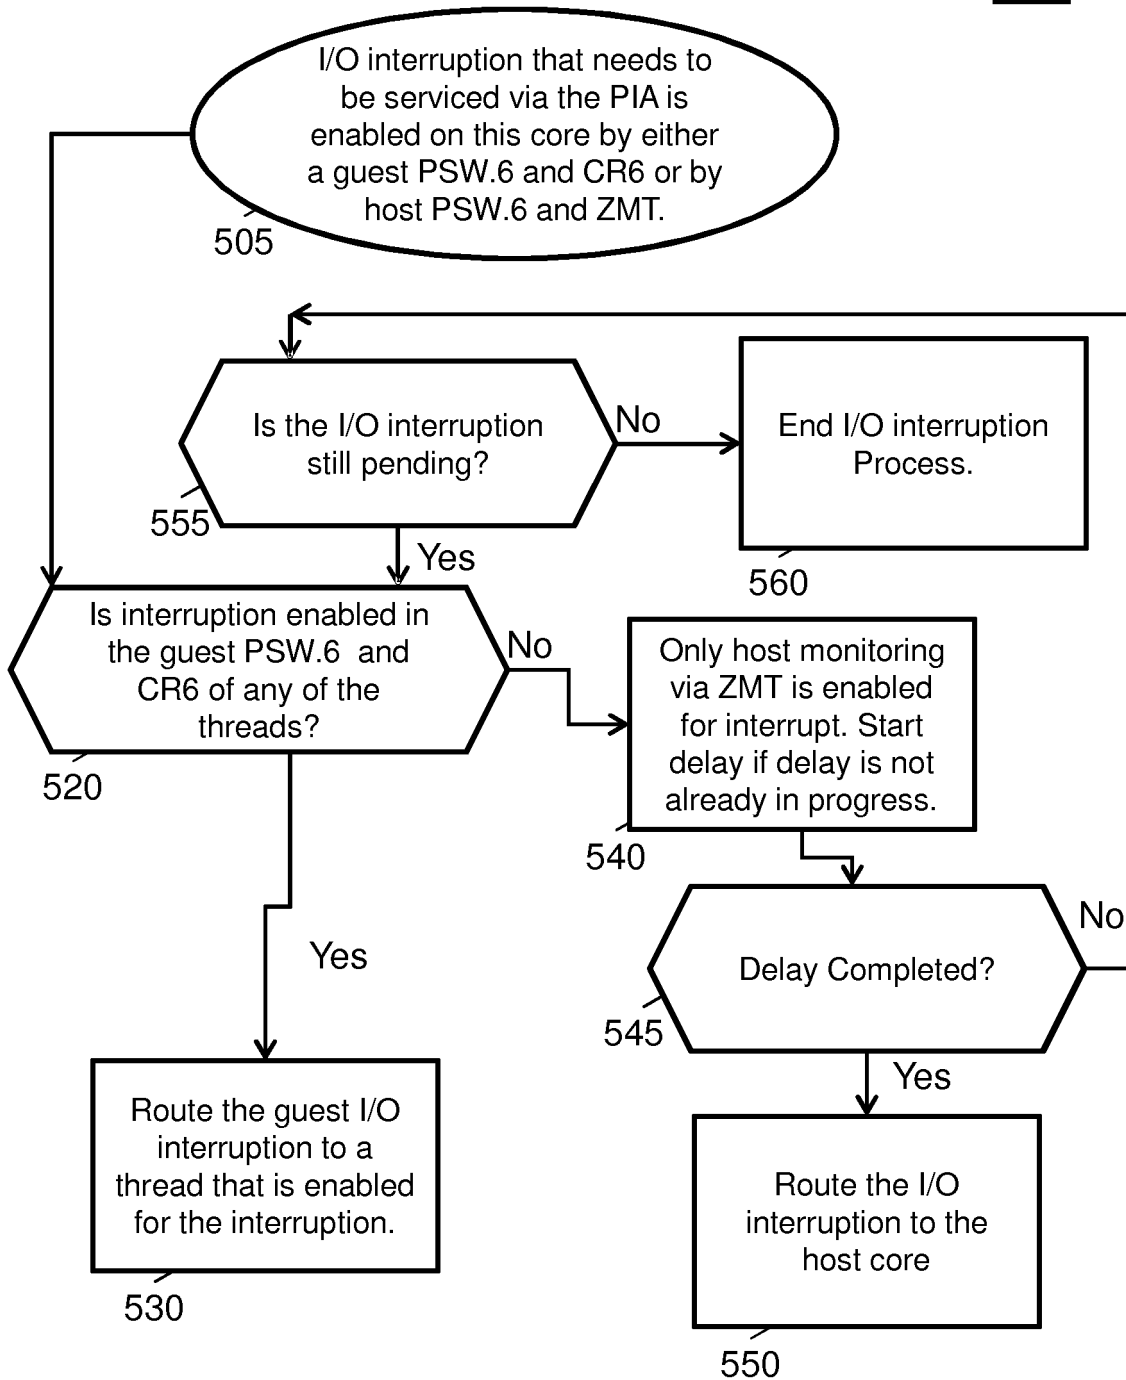 I/O interruption that needs to
be serviced via the PIA is
enabled on this core by either
a guest PSW.6 and CR6 or by
host PSW.6 and ZMT.
505
Is the I/O interruption
still pending?
No
555
Yes
End I/O interruption
Process.
560
Is interruption enabled in
the guest PSW.6 and
CR6 of any of the
threads?
No
520
Yes
Only host monitoring
via ZMT is enabled
for interrupt. Start
delay if delay is not
already in progress.
540
Delay Completed?
No
545
Yes
Route the guest I/O
interruption to a
thread that is enabled
for the interruption.
530
Route the I/O
interruption to the
host core
550